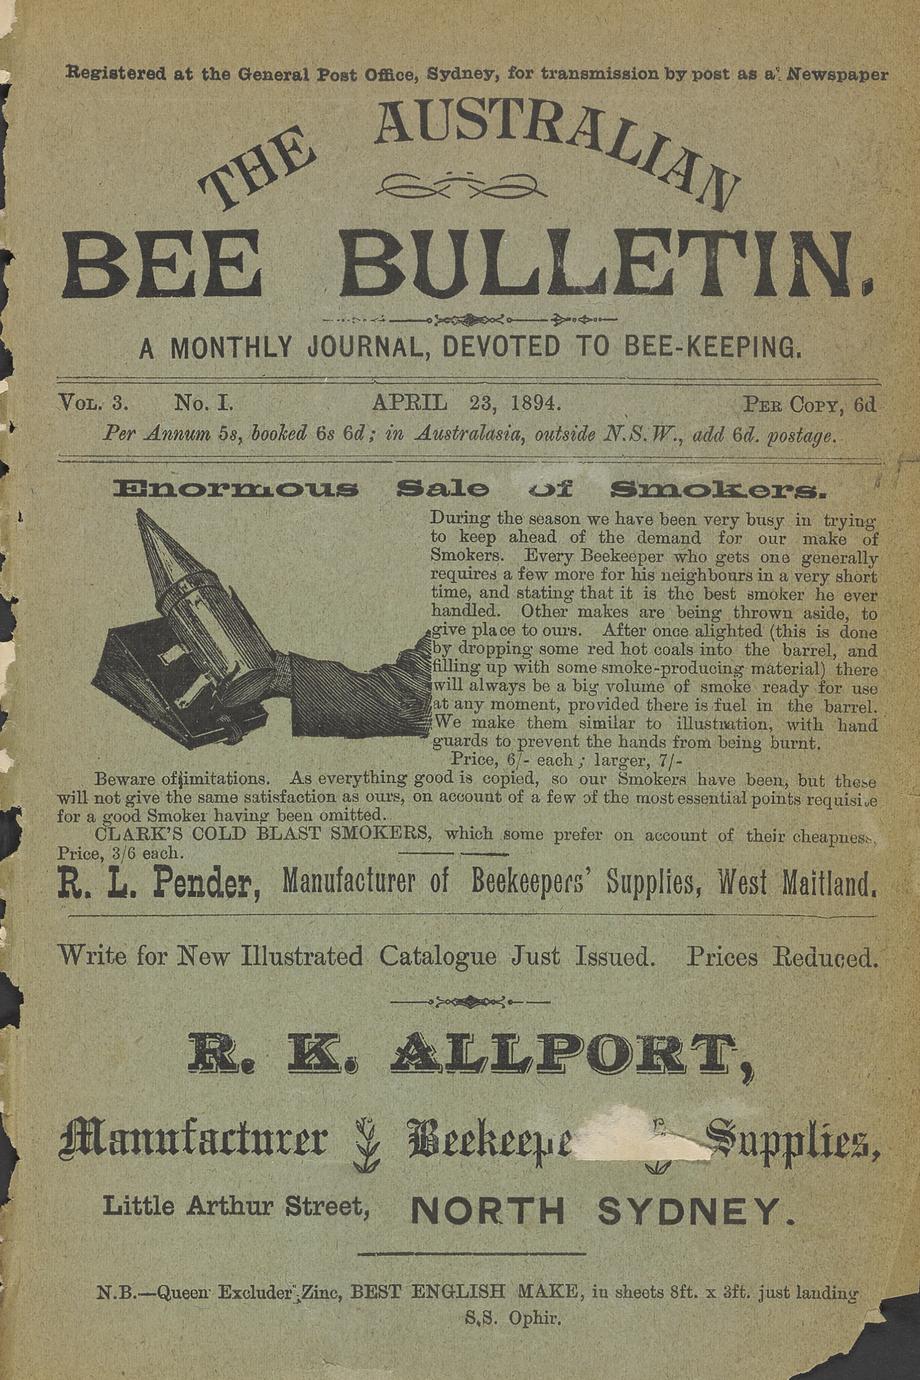 Registered at the General Post Office, Sydney, for transmission by post as a Newspaper
THE AUSTRALIAN
BEE BULLETIN.
A MONTHLY JOURNAL, DEVOTED TO BEE-KEEPING.
VOL. 3. No. I. APRIL 23, 1894. PER COPY, 6d
Per Annum 5s, booked 6s 6d; in Australasia, outside N.S.W., add 6d. postage.
Enormous Sale of Smokers.
During the season we have been very busy in trying
to keep ahead of the demand for our make of
Smokers. Every Beekeeper who gets one generally
requires a few more for his neighbours in a very short
time, and stating that it is the best smoker he ever
handled. Other makes are being thrown aside, to
give place to ours. After once alighted (this is done
by dropping some red hot coals into the barrel, and
filling up with some smoke-producing material) there
will always be a big volume of smoke ready for use
at any moment, provided there is fuel in the barrel.
We make them similar to illustration, with hand
guards to prevent the hands from being burnt.
Price, 6/- each; larger, 7/-
Beware of imitations. As everything good is copied, so our Smokers have been, but these
will not give the same satisfaction as ours, on account of a few of the most essential points requisite
for a good Smoker having been omitted.
CLARK'S COLD BLAST SMOKERS, which some prefer on account of their cheapness,
Price, 3/6 each.
R. L. Pender, Manufacturer of Beekeepers' Supplies, West Maitland.
Write for New Illustrated Catalogue Just Issued. Prices Reduced.
R. K. ALLPORT,
Manufacturer Beekeepe Supplies,
Little Arthur Street, NORTH SYDNEY.
N.B.—Queen Excluder Zinc, BEST ENGLISH MAKE, in sheets 8ft. x 3ft. just landing
S.S. Ophir.